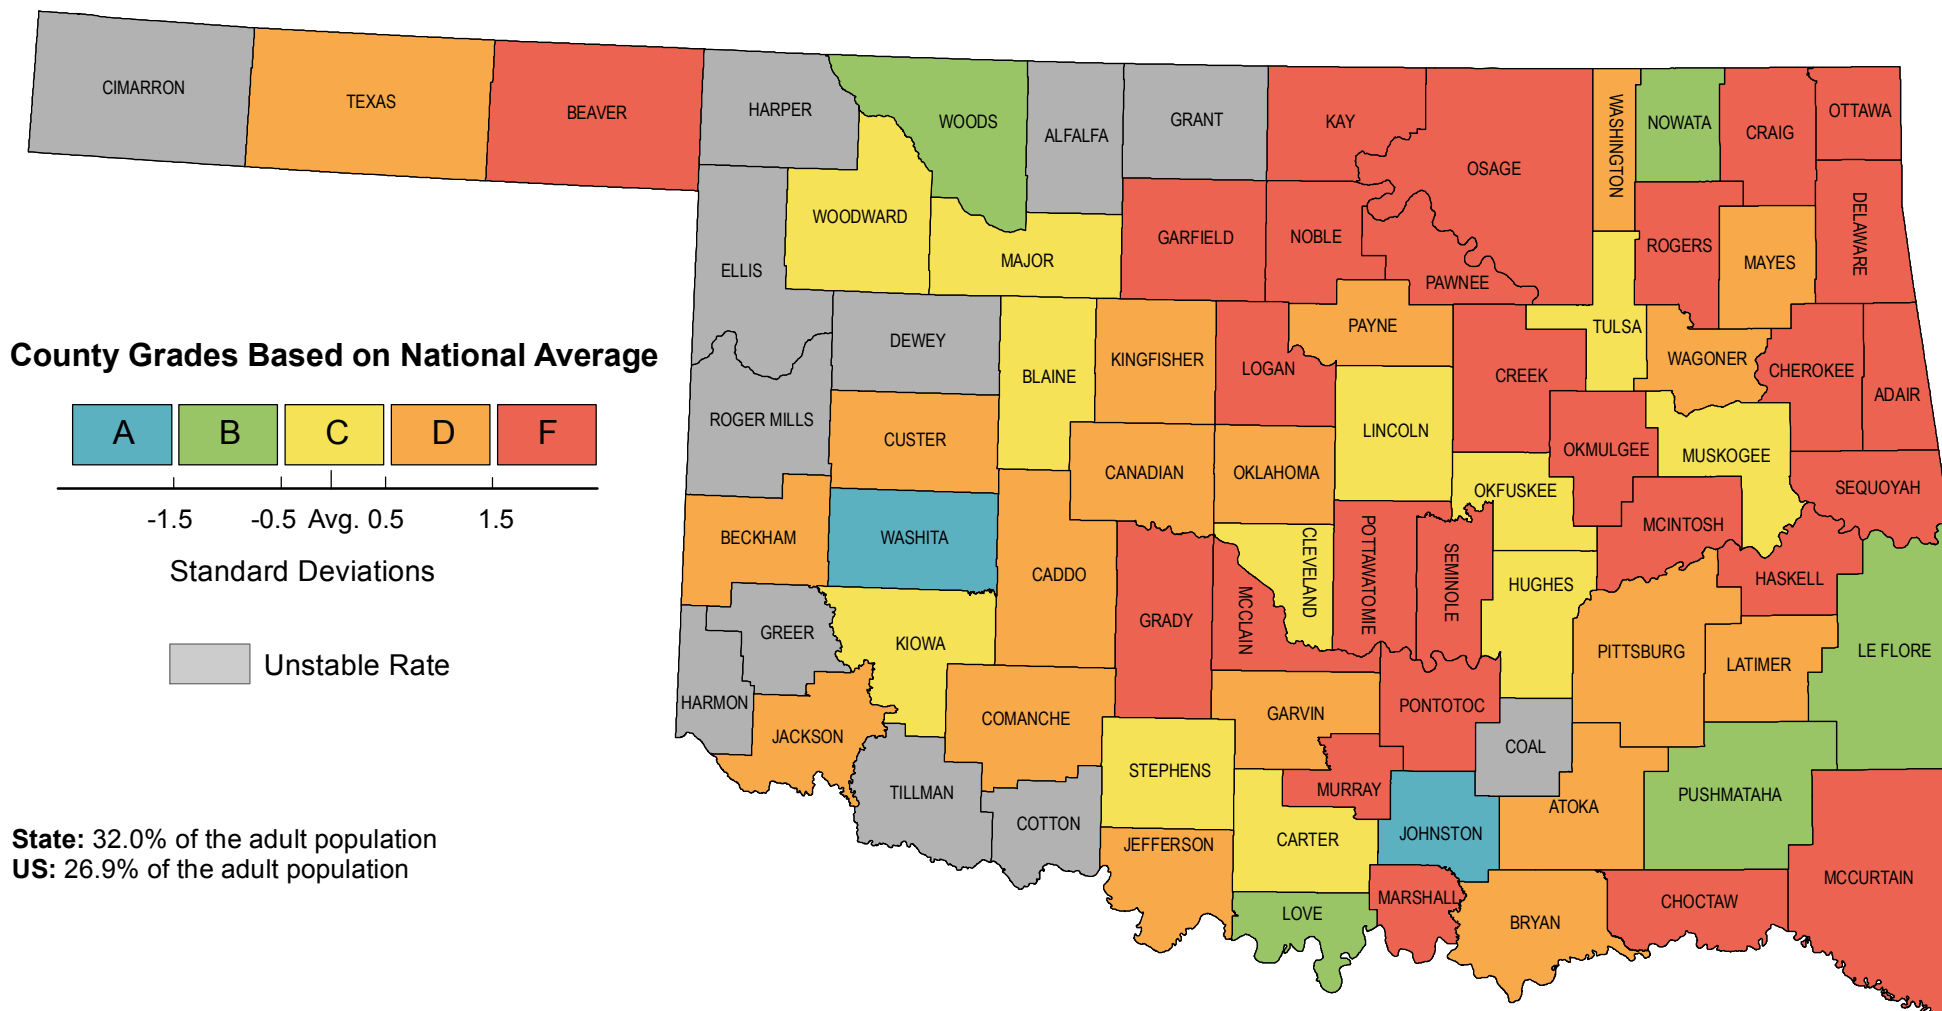 CIMARRON
TEXAS
BEAVER
HARPER
WOODS
ALFALFA
GRANT
KAY
OSAGE
WASHINGTON
NOWATA
CRAIG
OTTAWA
WOODWARD
MAJOR
GARFIELD
NOBLE
PAWNEE
ROGERS
MAYES
DELAWARE
ELLIS
DEWEY
BLAINE
KINGFISHER
LOGAN
PAYNE
CREEK
TULSA
WAGONER
CHEROKEE
ADAIR
County Grades Based on National Average
A B C D F
-1.5 -0.5 Avg. 0.5 1.5
Standard Deviations
Unstable Rate
ROGER MILLS
CUSTER
CANADIAN
OKLAHOMA
LINCOLN
OKFUSKEE
OKMULGEE
MUSKOGEE
SEQUOYAH
BECKHAM
WASHITA
CADDO
GRADY
MCCLAIN
CLEVELAND
POTTAWATOMIE
SEMINOLE
HUGHES
MCINTOSH
HASKELL
GREER
KIOWA
PITTSBURG
LATIMER
LE FLORE
HARMON
JACKSON
COMANCHE
GARVIN
PONTOTOC
COAL
TILLMAN
STEPHENS
MURRAY
ATOKA
PUSHMATAHA
COTTON
JEFFERSON
CARTER
JOHNSTON
LOVE
MARSHALL
BRYAN
CHOCTAW
MCCURTAIN
State: 32.0% of the adult population
US: 26.9% of the adult population